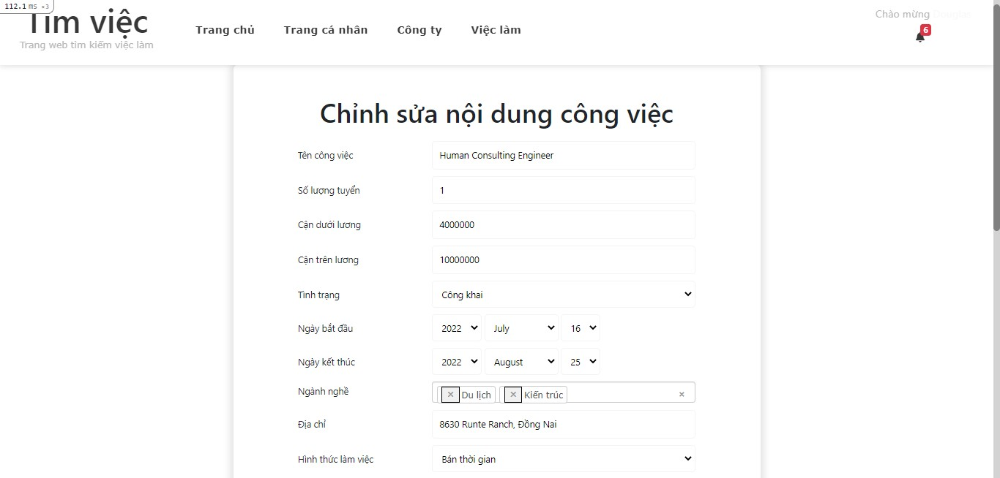 112.1 ms ×3
Tìm việc
Trang web tìm kiếm việc làm
Trang chủ Trang cá nhân Công ty Việc làm
Chào mừng Douglas
6
Chỉnh sửa nội dung công việc
Tên công việc Human Consulting Engineer
Số lượng tuyển 1
Cận dưới lương 4000000
Cận trên lương 10000000
Tình trạng Công khai
Ngày bắt đầu 2022 July 16
Ngày kết thúc 2022 August 25
Ngành nghề × Du lịch × Kiến trúc ×
Địa chỉ 8630 Runte Ranch, Đồng Nai
Hình thức làm việc Bán thời gian